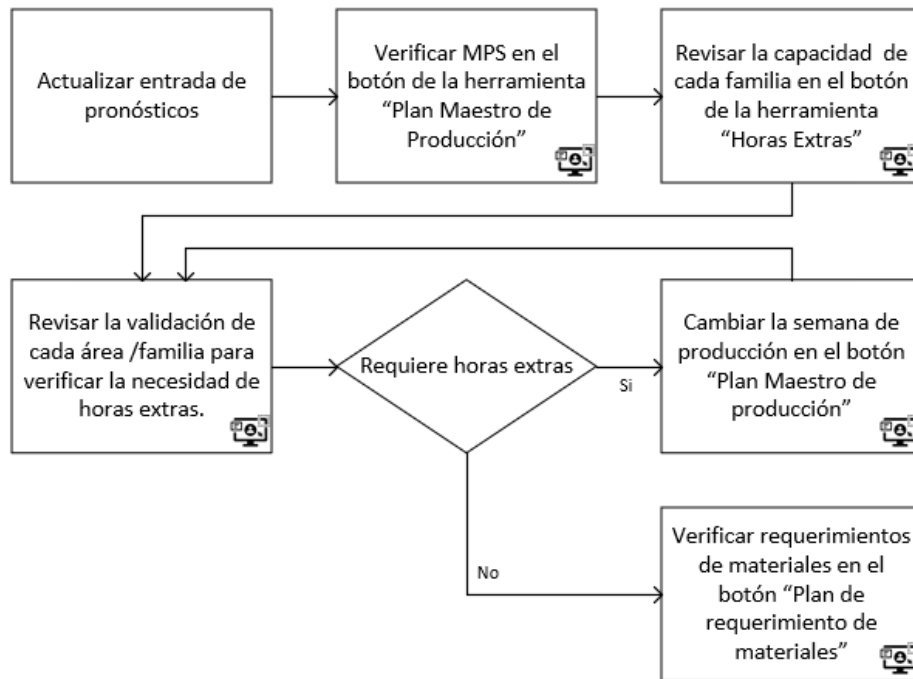 Actualizar entrada de
pronósticos
Verificar MPS en el
botón de la herramienta
“Plan Maestro de
Producción”
Revisar la capacidad de
cada familia en el botón
de la herramienta
“Horas Extras”
Revisar la validación de
cada área /familia para
verificar la necesidad de
horas extras.
Requiere horas extras
Si
Cambiar la semana de
producción en el botón
“Plan Maestro de
producción”
No
Verificar requerimientos
de materiales en el
botón “Plan de
requerimiento de
materiales”